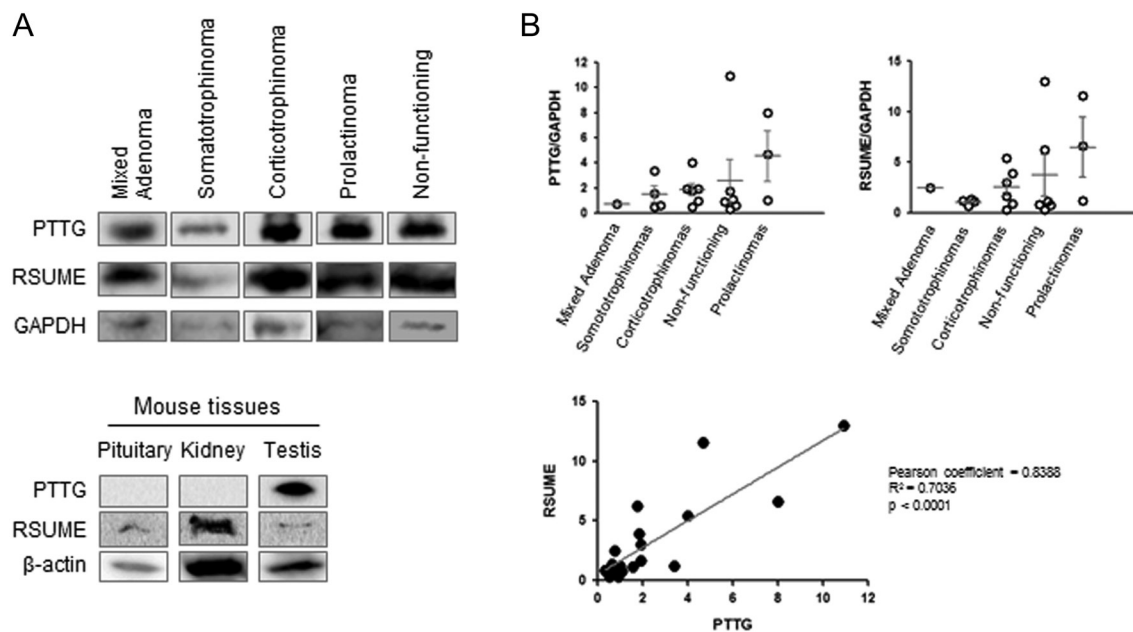 A
Mixed
Adenoma
Somatotrophinoma
Corticotrophinoma
Prolactinoma
Non-functioning
PTTG
RSUME
GAPDH
Mouse tissues
Pituitary Kidney Testis
PTTG
RSUME
β-actin
B
PTTG/GAPDH
12
10
8
6
4
2
0
Mixed Adenoma
Somototrophinomas
Corticotrophinomas
Non-functioning
Prolactinomas
RSUME/GAPDH
15
10
5
0
Mixed Adenoma
Somototrophinomas
Corticotrophinomas
Non-functioning
Prolactinomas
RSUME
15
10
5
0
0 2 4 6 8 10 12
PTTG
Pearson coefficient = 0.8388
R² = 0.7036
p < 0.0001